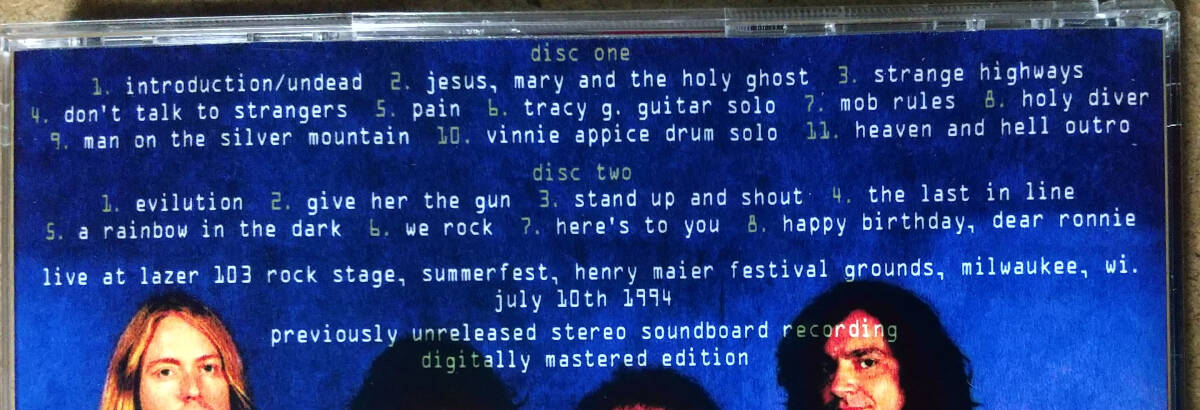 disc one
1. introduction/undead 2. jesus, mary and the holy ghost 3. strange highways
4. don't talk to strangers 5. pain 6. tracy g. guitar solo 7. mob rules 8. holy diver
9. man on the silver mountain 10. vinnie appice drum solo 11. heaven and hell outro
disc two
1. evilution 2. give her the gun 3. stand up and shout 4. the last in line
5. a rainbow in the dark 6. we rock 7. here's to you 8. happy birthday, dear ronnie
live at lazer 103 rock stage, summerfest, henry maier festival grounds, milwaukee, wi.
july 10th 1994
previously unreleased stereo soundboard recording
digitally mastered edition